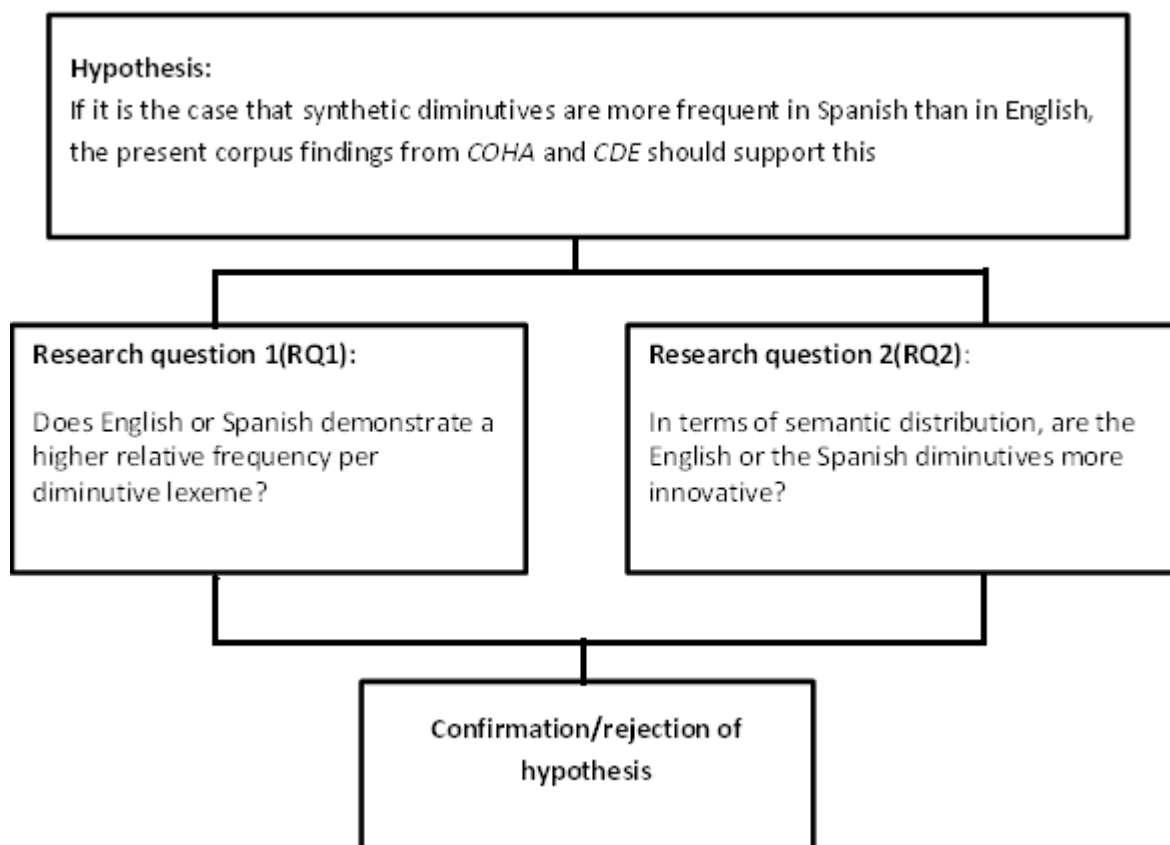 Hypothesis:
If it is the case that synthetic diminutives are more frequent in Spanish than in English,
the present corpus findings from COHA and CDE should support this
Research question 1(RQ1):
Does English or Spanish demonstrate a
higher relative frequency per
diminutive lexeme?
Research question 2(RQ2):
In terms of semantic distribution, are the
English or the Spanish diminutives more
innovative?
Confirmation/rejection of
hypothesis